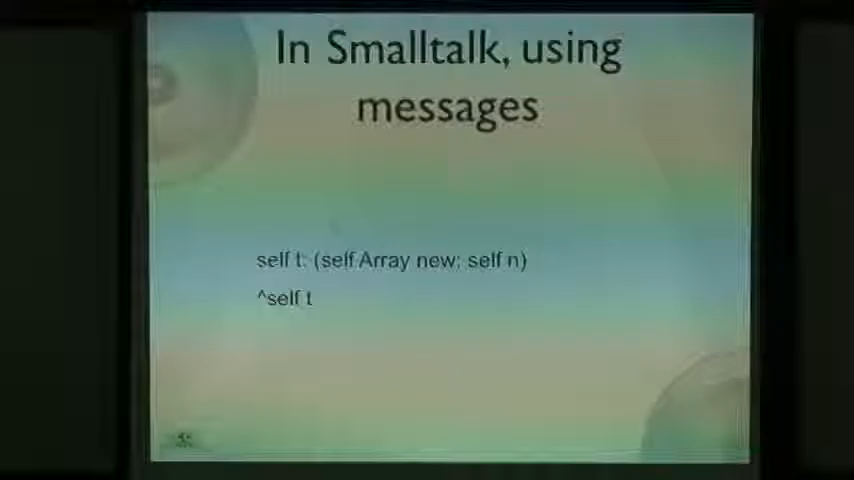 In Smalltalk, using
messages
self t: (self Array new: self n)
^self t